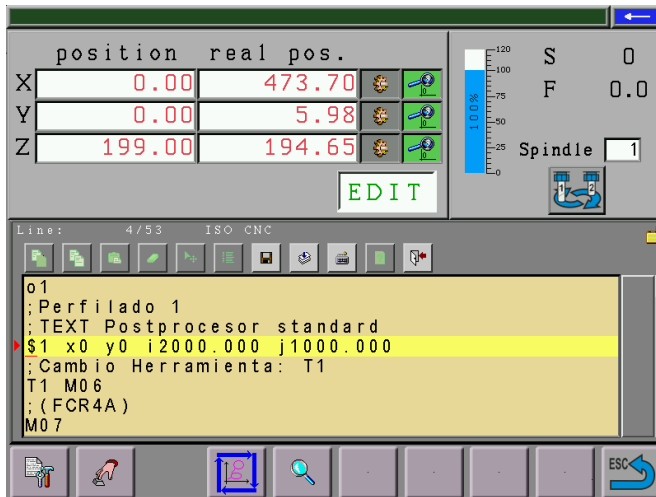 position real pos.
X 0.00 473.70
Y 0.00 5.98
Z 199.00 194.65
EDIT
120
100
75
50
25
0
100%
S 0
F 0.0
Spindle 1
1 2
Line: 4/53 ISO CNC
o1
;Perfilado 1
;TEXT Postprocesor standard
$1 x0 y0 i2000.000 j1000.000
;Cambio Herramienta: T1
T1 M06
;(FCR4A)
M07
ESC